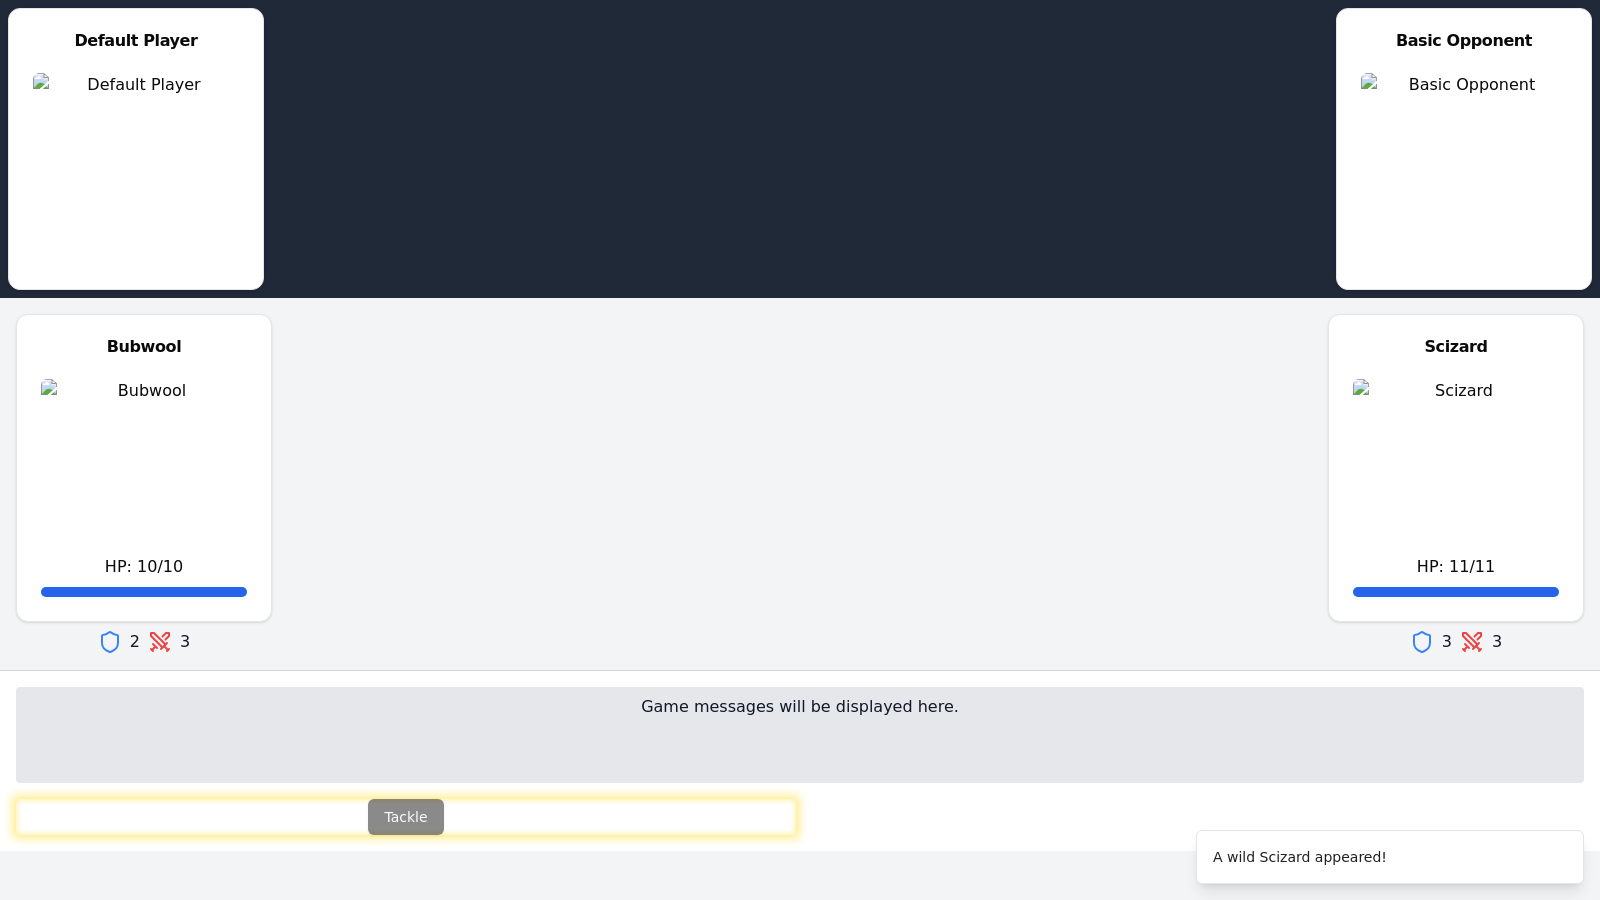 Default Player
Default Player
Basic Opponent
Basic Opponent
Bubwool
Bubwool
HP: 10/10
2 3
Scizard
Scizard
HP: 11/11
3 3
Game messages will be displayed here.
Tackle
A wild Scizard appeared!